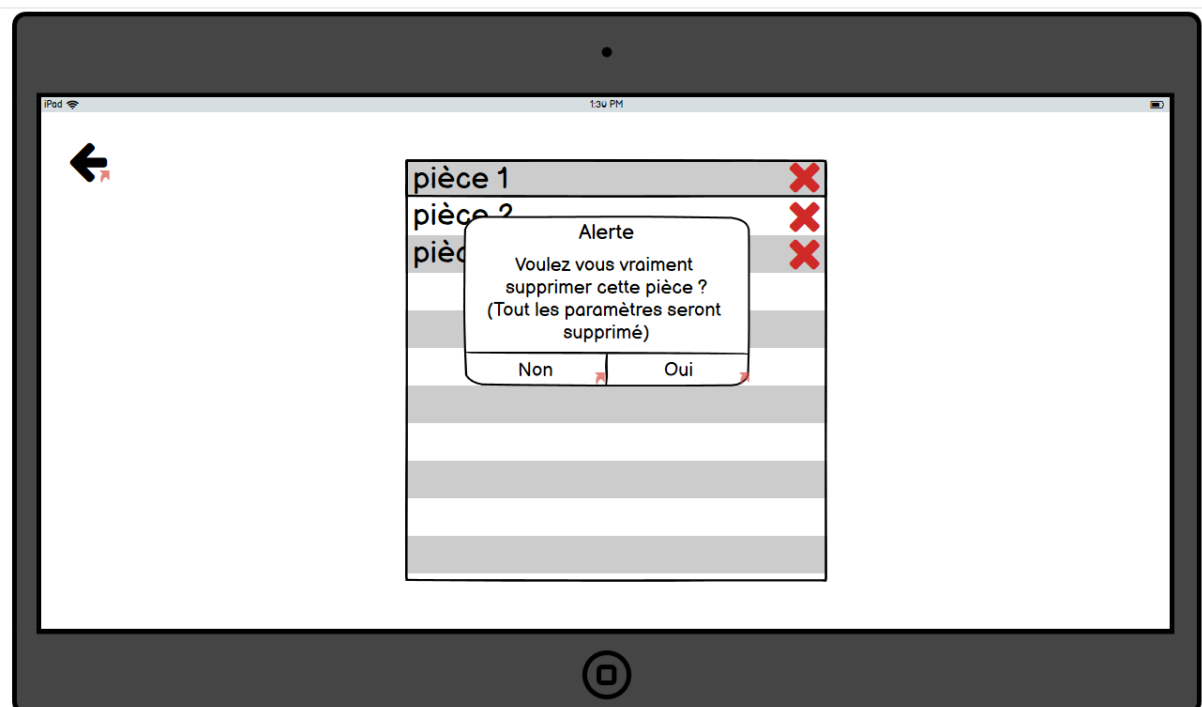 iPad
1:30 PM
pièce 1
pièce 2
Alerte
Voulez vous vraiment
supprimer cette pièce ?
(Tout les paramètres seront
supprimé)
Non
Oui